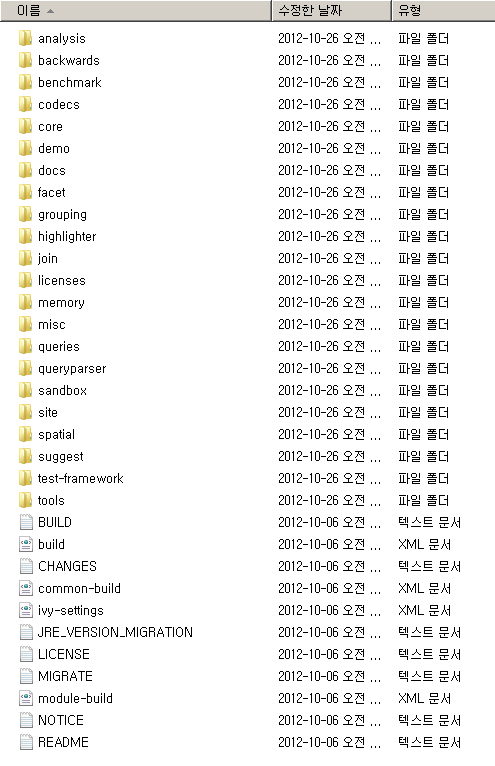 이름 수정한 날짜 유형
analysis 2012-10-26 오전 ... 파일 폴더
backwards 2012-10-26 오전 ... 파일 폴더
benchmark 2012-10-26 오전 ... 파일 폴더
codecs 2012-10-26 오전 ... 파일 폴더
core 2012-10-26 오전 ... 파일 폴더
demo 2012-10-26 오전 ... 파일 폴더
docs 2012-10-26 오전 ... 파일 폴더
facet 2012-10-26 오전 ... 파일 폴더
grouping 2012-10-26 오전 ... 파일 폴더
highlighter 2012-10-26 오전 ... 파일 폴더
join 2012-10-26 오전 ... 파일 폴더
licenses 2012-10-26 오전 ... 파일 폴더
memory 2012-10-26 오전 ... 파일 폴더
misc 2012-10-26 오전 ... 파일 폴더
queries 2012-10-26 오전 ... 파일 폴더
queryparser 2012-10-26 오전 ... 파일 폴더
sandbox 2012-10-26 오전 ... 파일 폴더
site 2012-10-26 오전 ... 파일 폴더
spatial 2012-10-26 오전 ... 파일 폴더
suggest 2012-10-26 오전 ... 파일 폴더
test-framework 2012-10-26 오전 ... 파일 폴더
tools 2012-10-26 오전 ... 파일 폴더
BUILD 2012-10-06 오전 ... 텍스트 문서
build 2012-10-06 오전 ... XML 문서
CHANGES 2012-10-06 오전 ... 텍스트 문서
common-build 2012-10-06 오전 ... XML 문서
ivy-settings 2012-10-06 오전 ... XML 문서
JRE_VERSION_MIGRATION 2012-10-06 오전 ... 텍스트 문서
LICENSE 2012-10-06 오전 ... 텍스트 문서
MIGRATE 2012-10-06 오전 ... 텍스트 문서
module-build 2012-10-06 오전 ... XML 문서
NOTICE 2012-10-06 오전 ... 텍스트 문서
README 2012-10-06 오전 ... 텍스트 문서